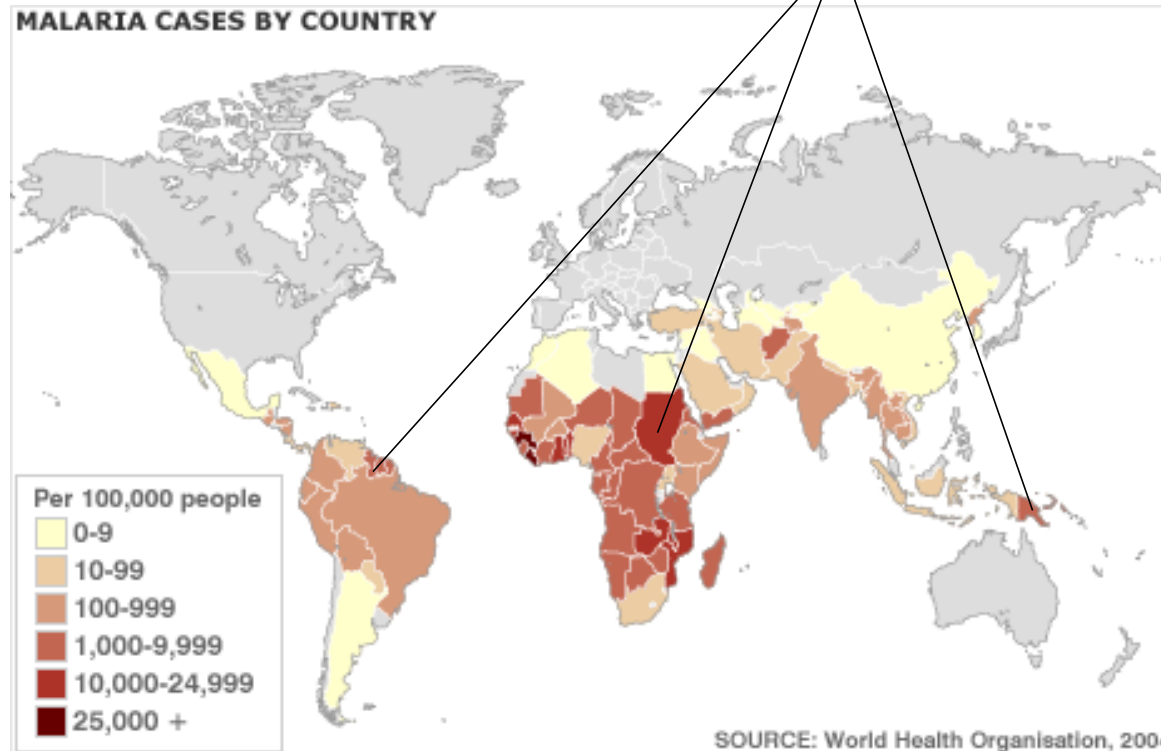 MALARIA CASES BY COUNTRY
Per 100,000 people
0-9
10-99
100-999
1,000-9,999
10,000-24,999
25,000 +
SOURCE: World Health Organisation,